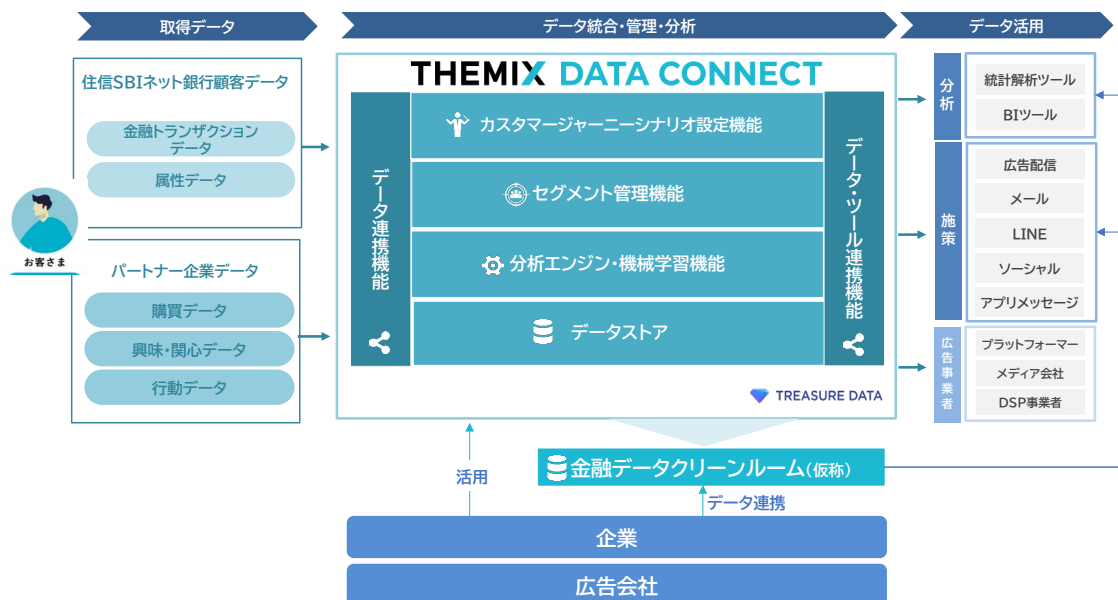 取得データ
データ統合・管理・分析
データ活用
住信SBIネット銀行顧客データ
金融トランザクション
データ
属性データ
お客さま
パートナー企業データ
購買データ
興味・関心データ
行動データ
THEMIX DATA CONNECT
データ連携機能
カスタマージャーニーシナリオ設定機能
セグメント管理機能
分析エンジン・機械学習機能
データストア
データ・ツール連携機能
TREASURE DATA
分析
統計解析ツール
BIツール
施策
広告配信
メール
LINE
ソーシャル
アプリメッセージ
広告事業者
プラットフォーマー
メディア会社
DSP事業者
金融データクリーンルーム(仮称)
活用
データ連携
企業
広告会社